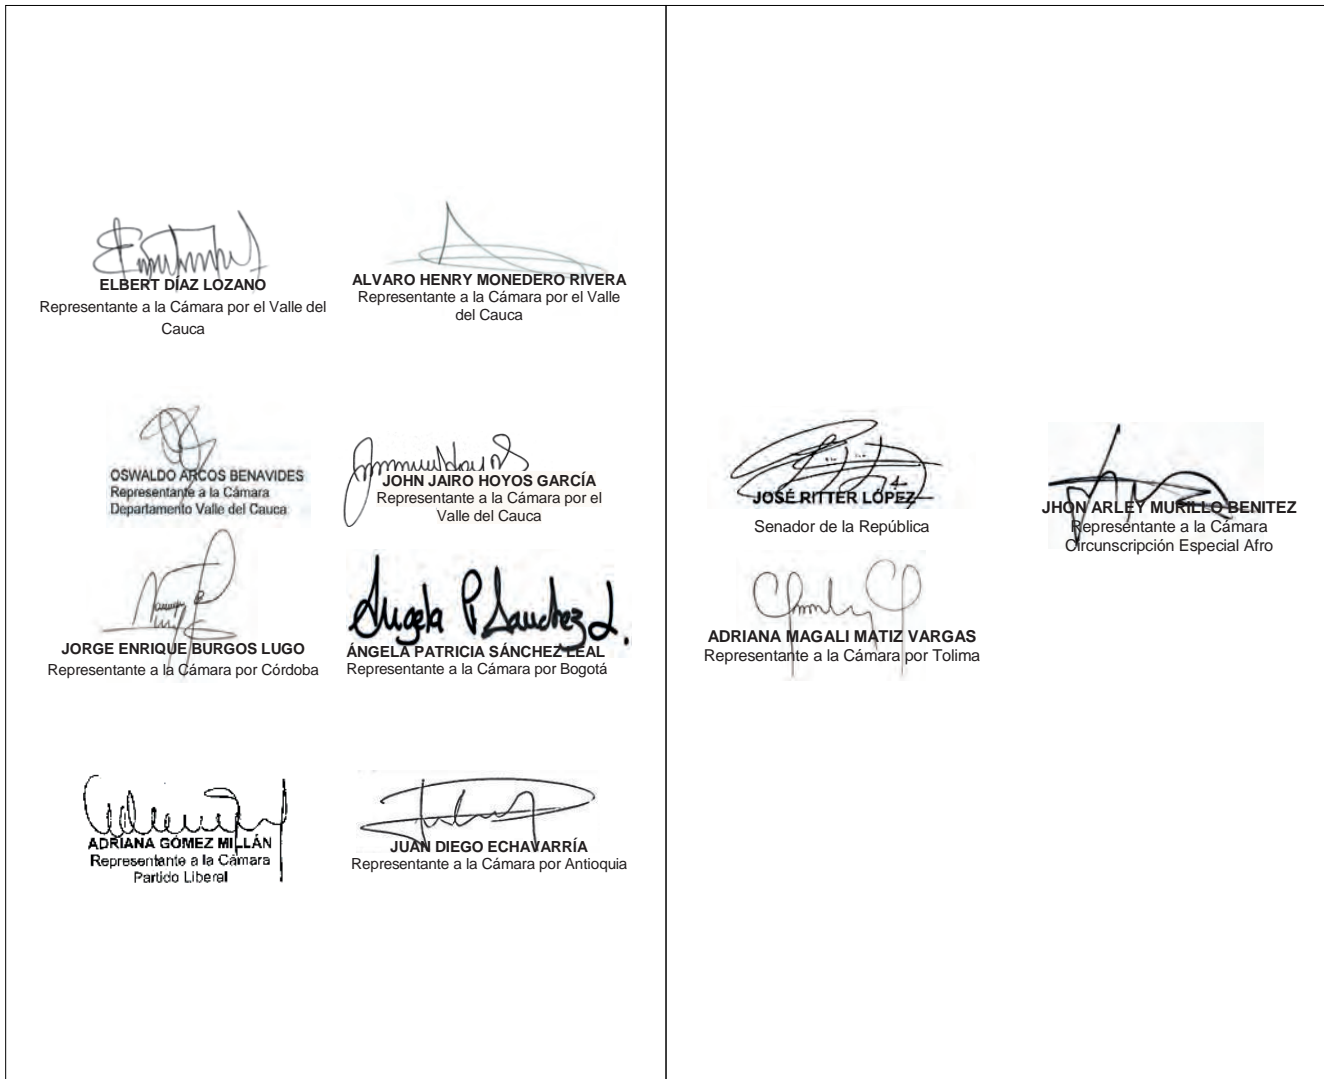 ELBERT DÍAZ LOZANO
Representante a la Cámara por el Valle del
Cauca
ALVARO HENRY MONEDERO RIVERA
Representante a la Cámara por el Valle
del Cauca
OSWALDO ARCOS BENAVIDES
Representante a la Cámara
Departamento Valle del Cauca
JOHN JAIRO HOYOS GARCÍA
Representante a la Cámara por el
Valle del Cauca
JORGE ENRIQUE BURGOS LUGO
Representante a la Cámara por Córdoba
Angela P Sanchez L.
ÁNGELA PATRICIA SÁNCHEZ LEAL
Representante a la Cámara por Bogotá
ADRIANA GÓMEZ MILLÁN
Representante a la Cámara
Partido Liberal
JUAN DIEGO ECHAVARRÍA
Representante a la Cámara por Antioquia
JOSÉ RITTER LÓPEZ
Senador de la República
JHON ARLEY MURILLO BENITEZ
Representante a la Cámara
Circunscripción Especial Afro
ADRIANA MAGALI MATIZ VARGAS
Representante a la Cámara por Tolima